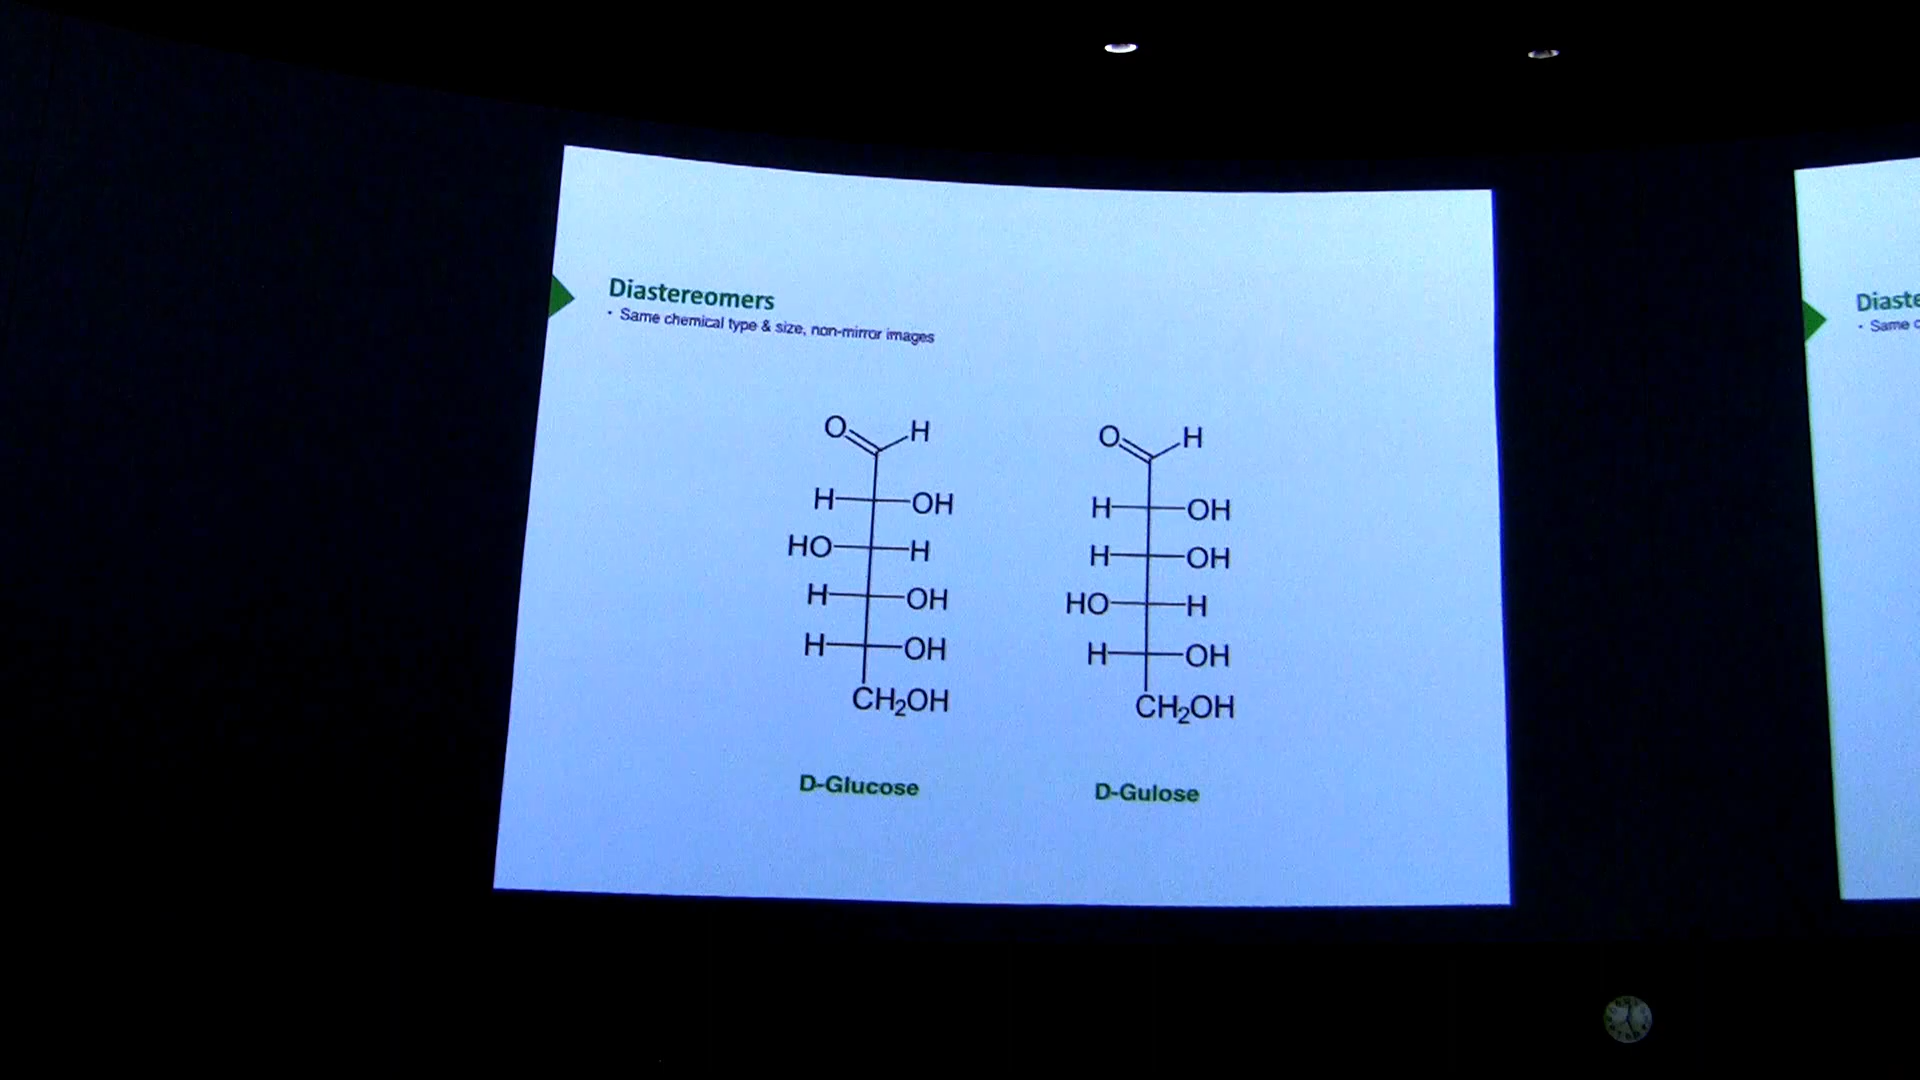 Diastereomers
• Same chemical type & size, non-mirror images
O H
H OH
HO H
H OH
H OH
CH₂OH
D-Glucose
O H
H OH
H OH
HO H
H OH
CH₂OH
D-Gulose
Diaste
• Same c